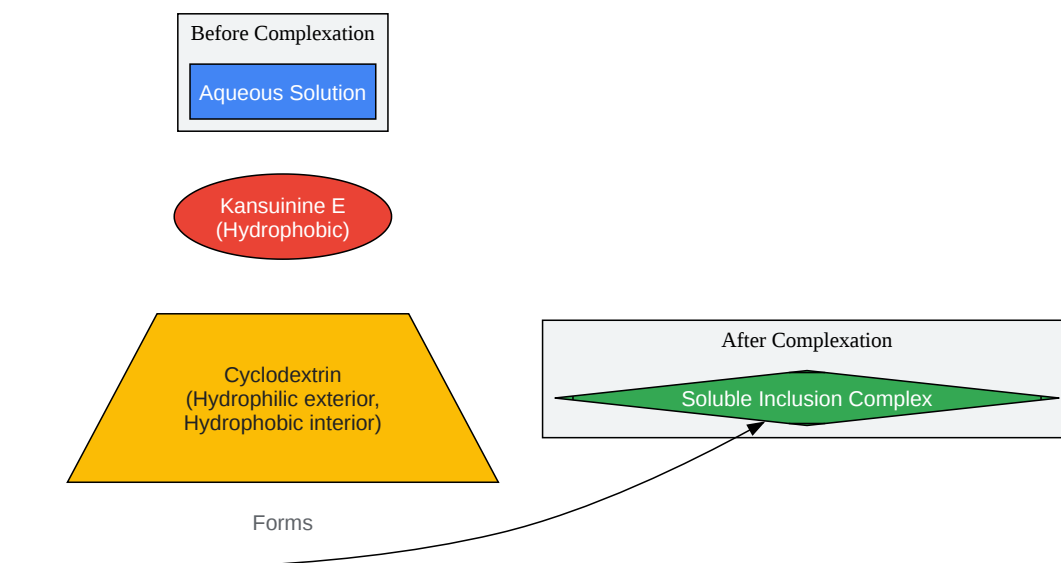 Before Complexation
Aqueous Solution
Kansuinine E
(Hydrophobic)
Cyclodextrin
(Hydrophilic exterior,
Hydrophobic interior)
After Complexation
Soluble Inclusion Complex
Forms